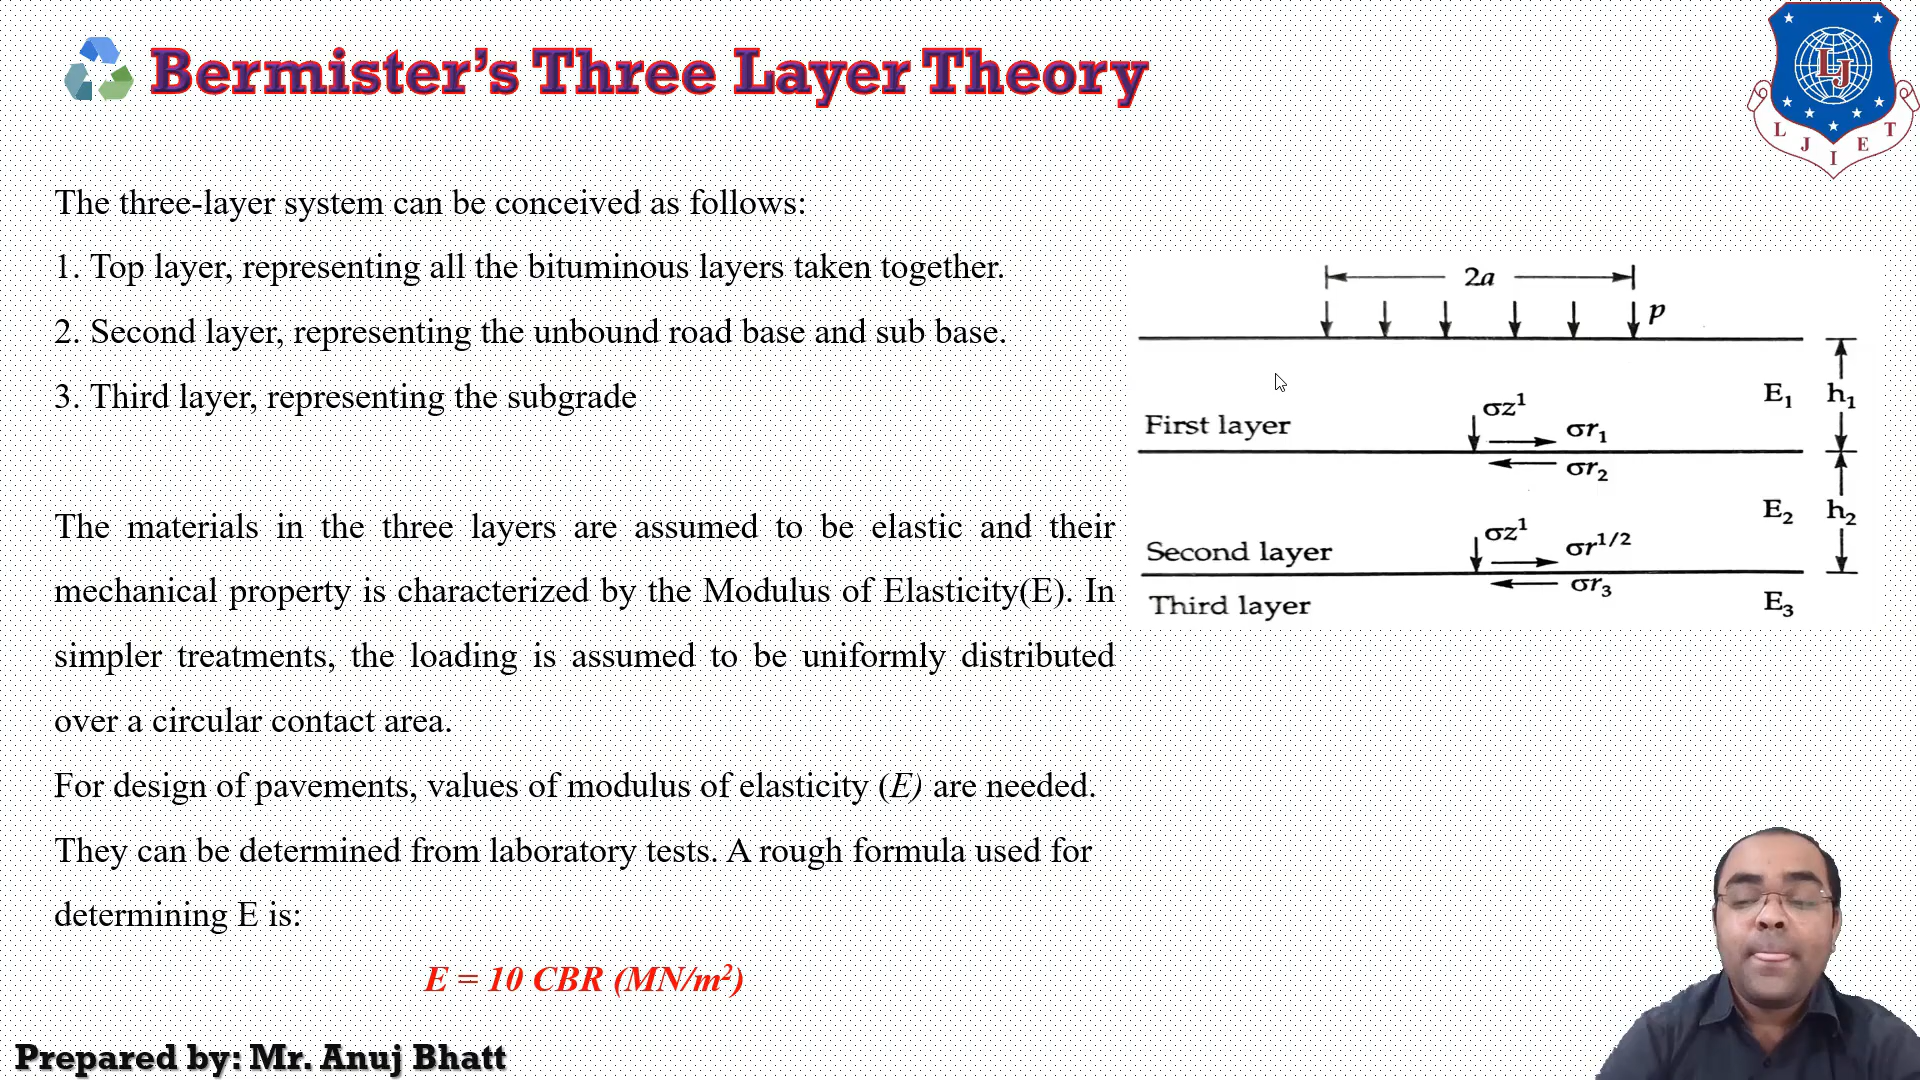 Bermister's Three Layer Theory
LJ
L J I E T
The three-layer system can be conceived as follows:
1. Top layer, representing all the bituminous layers taken together.
2. Second layer, representing the unbound road base and sub base.
3. Third layer, representing the subgrade
The materials in the three layers are assumed to be elastic and their
mechanical property is characterized by the Modulus of Elasticity(E). In
simpler treatments, the loading is assumed to be uniformly distributed
over a circular contact area.
For design of pavements, values of modulus of elasticity (E) are needed.
They can be determined from laboratory tests. A rough formula used for
determining E is:
E = 10 CBR (MN/m²)
2a
p
E₁ h₁
σz¹
First layer σr₁
σr₂
E₂ h₂
σz¹
Second layer σr¹/²
σr₃
Third layer E₃
Prepared by: Mr. Anuj Bhatt